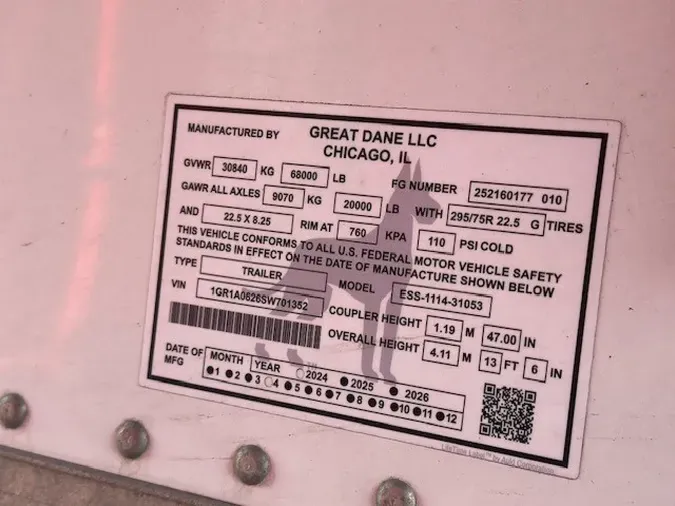 MANUFACTURED BY GREAT DANE LLC
CHICAGO, IL
GVWR 30840 KG 68000 LB FG NUMBER 252160177 010
GAWR ALL AXLES 9070 KG 20000 LB WITH 295/75R 22.5 G TIRES
AND 22.5 X 8.25 RIM AT 760 KPA 110 PSI COLD
THIS VEHICLE CONFORMS TO ALL U.S. FEDERAL MOTOR VEHICLE SAFETY
STANDARDS IN EFFECT ON THE DATE OF MANUFACTURE SHOWN BELOW
TYPE TRAILER MODEL ESS-1114-31053
VIN 1GR1A0626SW701352 COUPLER HEIGHT 1.19 M 47.00 IN
OVERALL HEIGHT 4.11 M 13 FT 6 IN
DATE OF MFG MONTH YEAR 2024 2025 2026
1 2 3 4 5 6 7 8 9 10 11 12
LifeTime Label™ by Apld Corporation